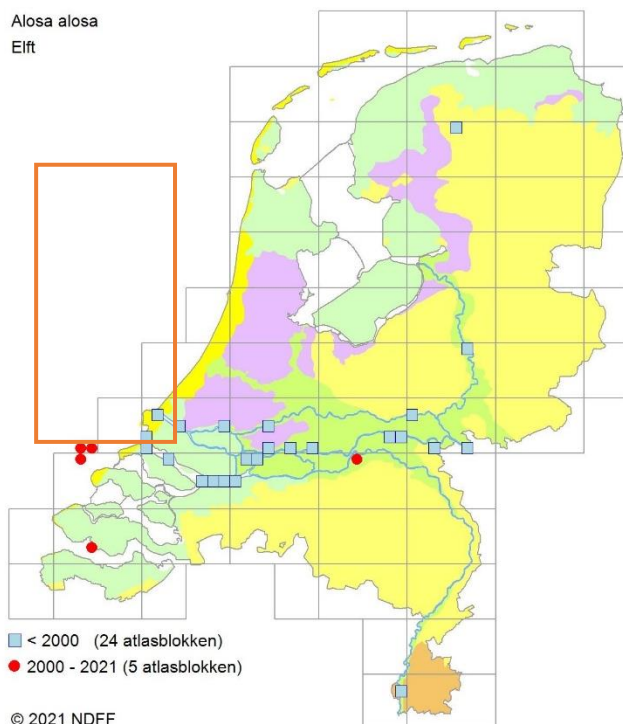 Alosa alosa
Elft
< 2000 (24 atlasblokken)
2000 - 2021 (5 atlasblokken)
© 2021 NDFF